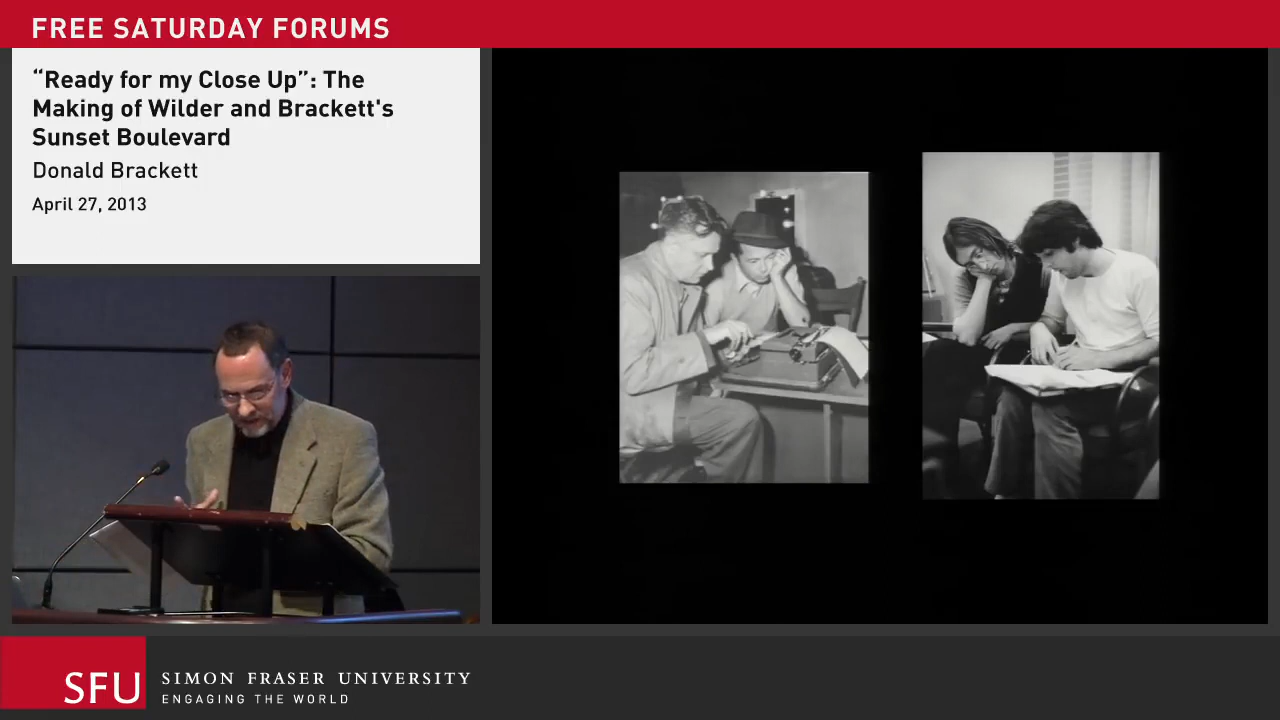 FREE SATURDAY FORUMS
“Ready for my Close Up”: The
Making of Wilder and Brackett's
Sunset Boulevard
Donald Brackett
April 27, 2013
SFU
SIMON FRASER UNIVERSITY
ENGAGING THE WORLD